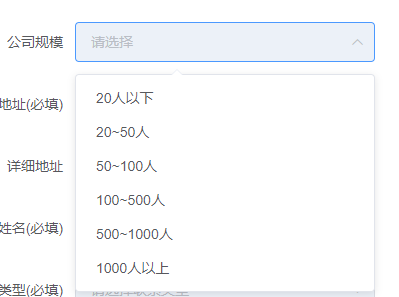 公司规模 请选择
20人以下
地址(必填)
20~50人
详细地址
50~100人
100~500人
姓名(必填)
500~1000人
1000人以上
类型(必填)